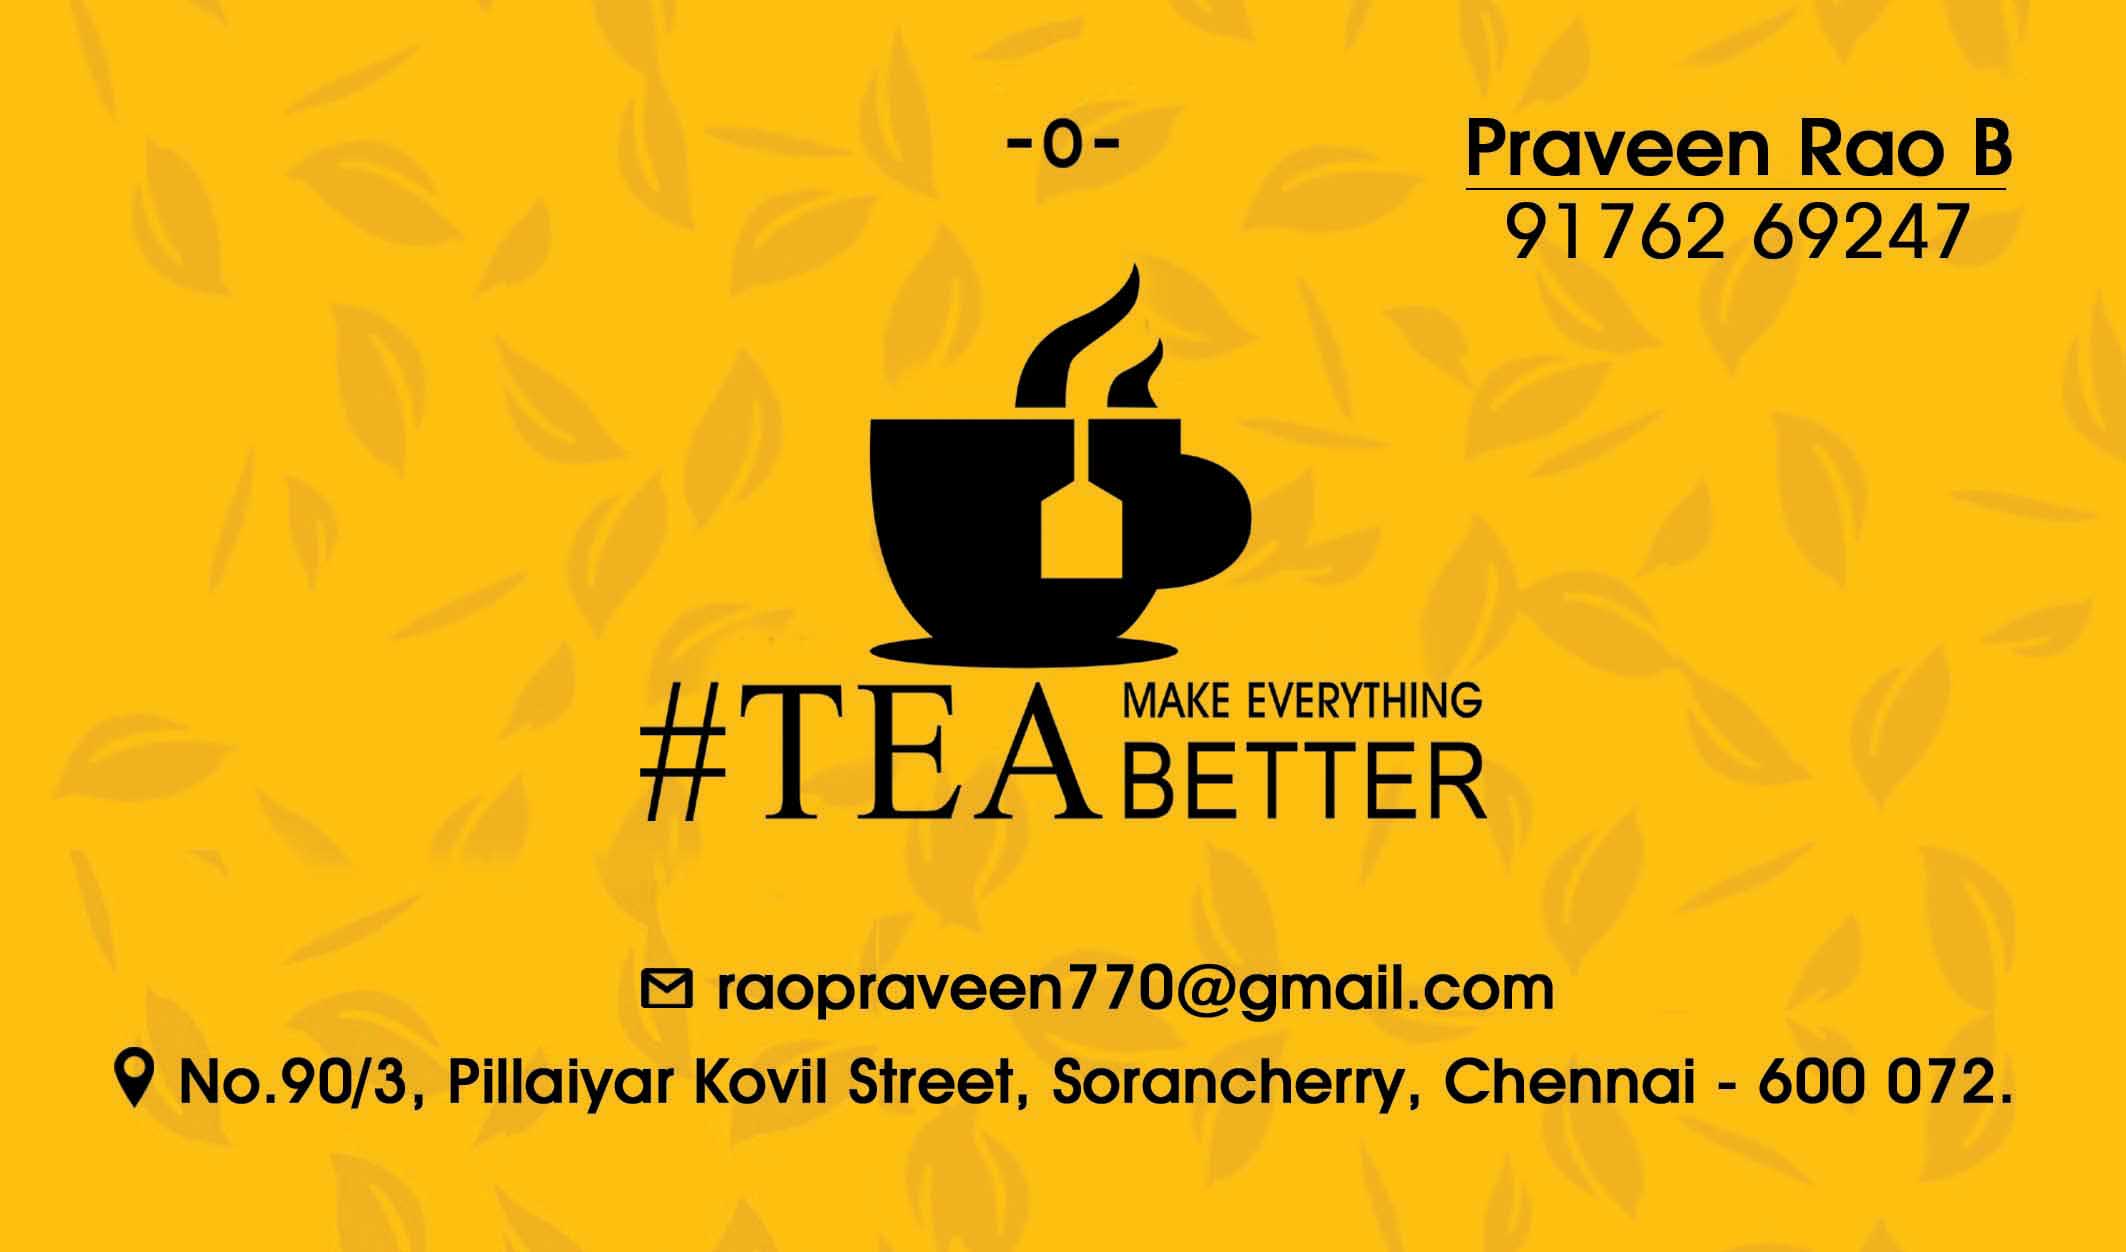 -o-
Praveen Rao B
91762 69247
#TEA MAKE EVERYTHING
BETTER
raopraveen770@gmail.com
No.90/3, Pillaiyar Kovil Street, Sorancherry, Chennai - 600 072.